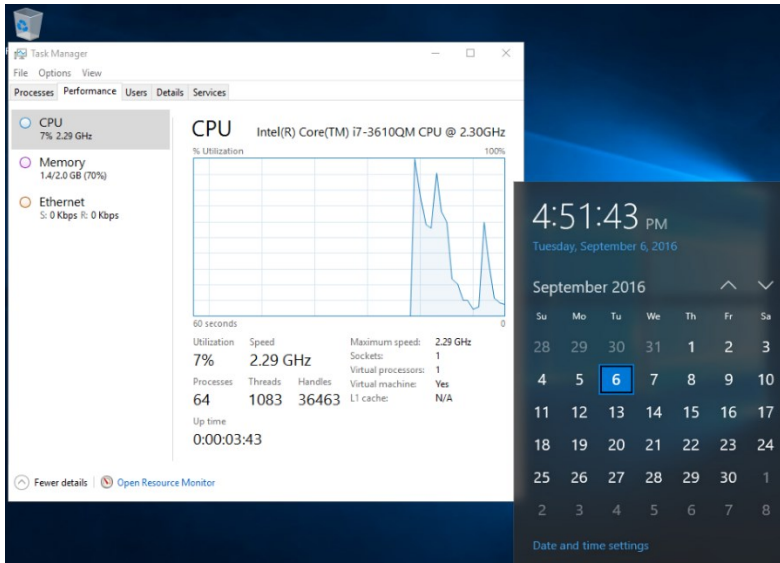 Task Manager
File Options View
Processes Performance Users Details Services
CPU
7% 2.29 GHz
Memory
1.4/2.0 GB (70%)
Ethernet
S: 0 Kbps R: 0 Kbps
CPU Intel(R) Core(TM) i7-3610QM CPU @ 2.30GHz
% Utilization 100%
60 seconds 0
Utilization Speed Maximum speed: 2.29 GHz
7% 2.29 GHz Sockets: 1
Virtual processors: 1
Processes Threads Handles Virtual machine: Yes
64 1083 36463 L1 cache: N/A
Up time
0:00:03:43
Fewer details Open Resource Monitor
4:51:43 PM
Tuesday, September 6, 2016
September 2016
Su Mo Tu We Th Fr Sa
28 29 30 31 1 2 3
4 5 6 7 8 9 10
11 12 13 14 15 16 17
18 19 20 21 22 23 24
25 26 27 28 29 30 1
2 3 4 5 6 7 8
Date and time settings